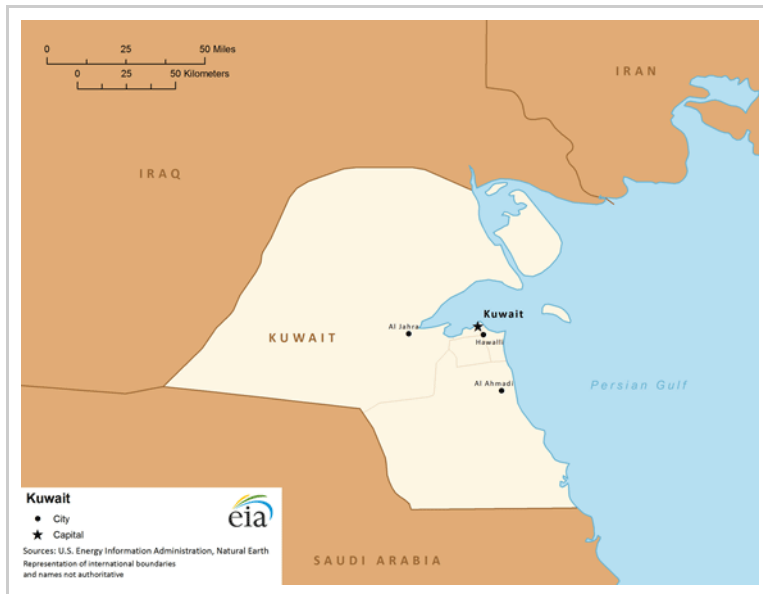 0 25 50 Miles
0 25 50 Kilometers
IRAN
IRAQ
Kuwait
Al Jahra
KUWAIT
Hawalli
Al Ahmadi
Persian Gulf
Kuwait
City
Capital
eia
Sources: U.S. Energy Information Administration, Natural Earth
Representation of international boundaries
and names not authoritative
SAUDI ARABIA